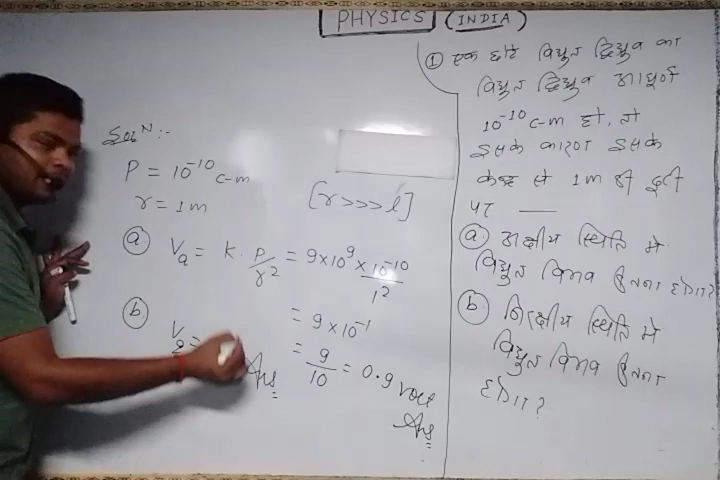 PHYSICS (INDIA)
① एक छोटे विद्युत द्विध्रुव का
विद्युत द्विध्रुव आघूर्ण
10⁻¹⁰ C-m हो, तो
इसके कारण इसके
केन्द्र से 1m की दूरी
पर ——
ⓐ अक्षीय स्थिति में
विद्युत विभव कितना होगा?
ⓑ निरक्षीय स्थिति में
विद्युत विभव कितना
होगा?
Solⁿ :-
P = 10⁻¹⁰ C-m
r = 1m
[r >>> l]
ⓐ Vₐ = K · P/r² = 9×10⁹ × 10⁻¹⁰/1²
= 9×10⁻¹
= 9/10 = 0.9 Volt
Ans
ⓑ V =
Ans